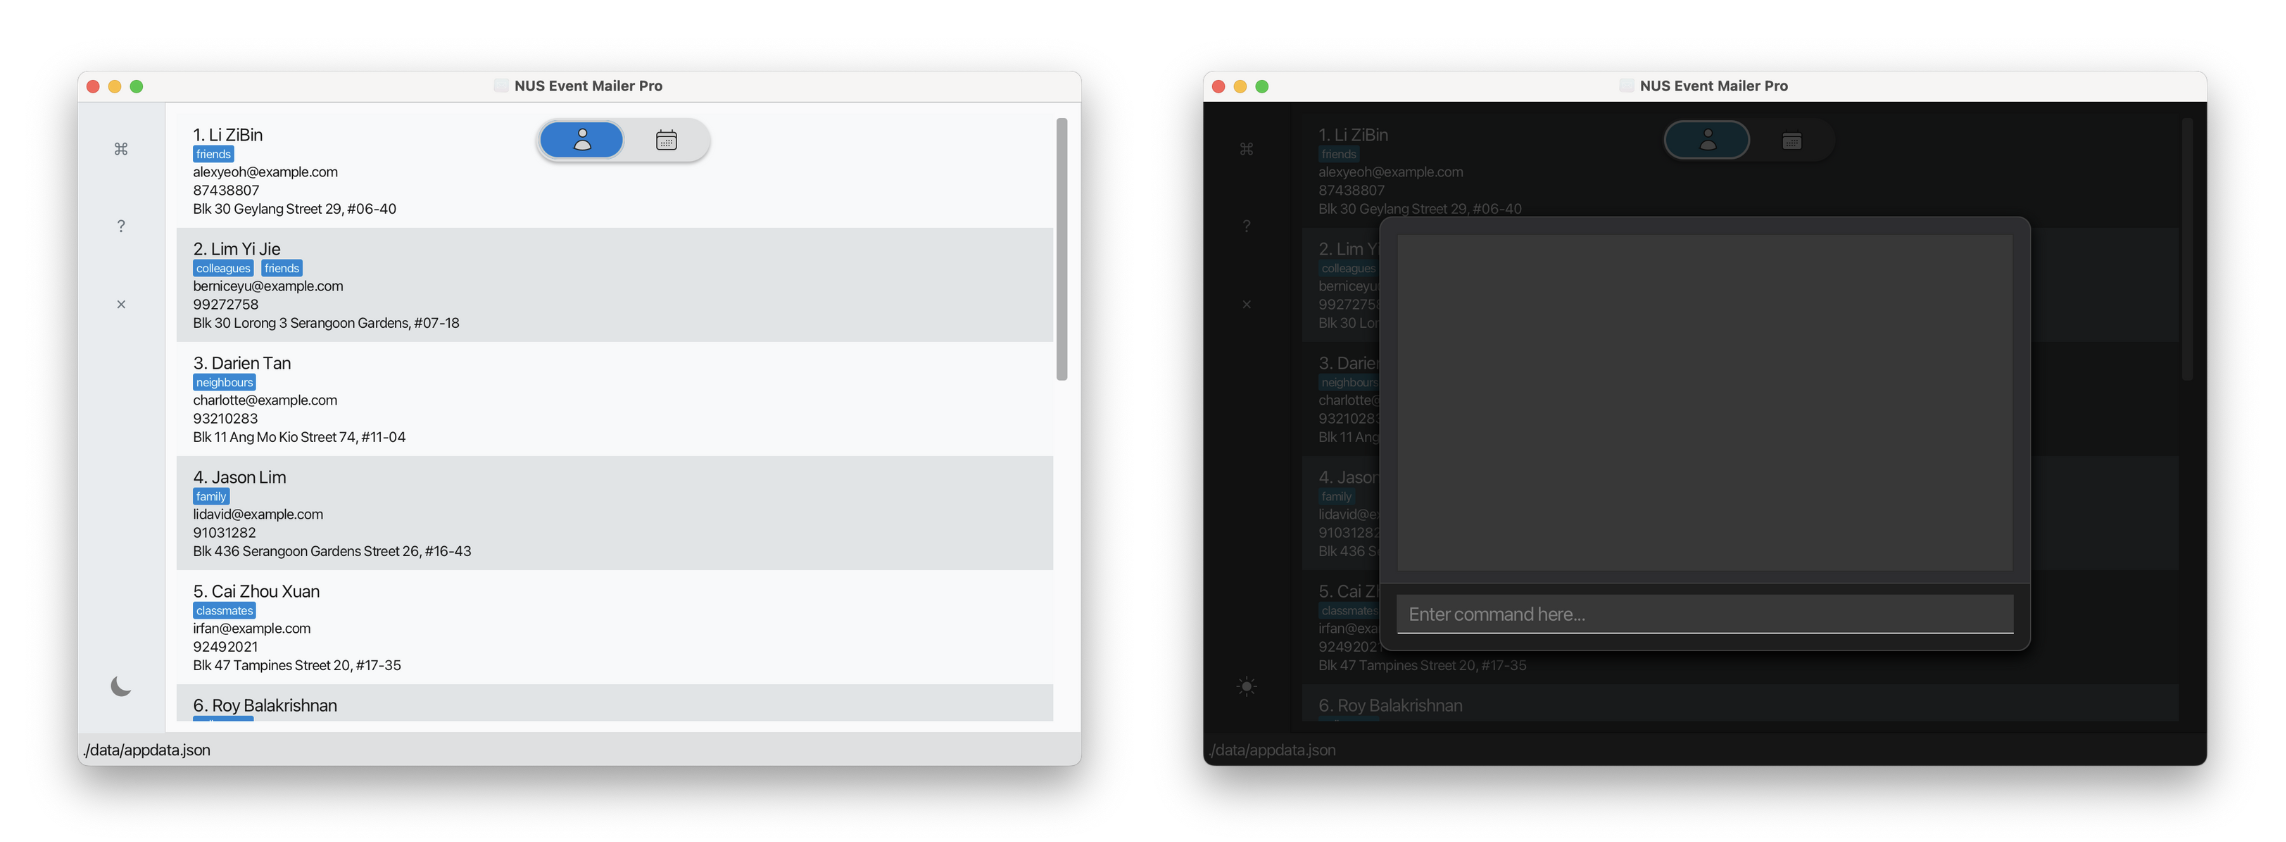 NUS Event Mailer Pro
⌘
?
×
1. Li ZiBin
friends
alexyeoh@example.com
87438807
Blk 30 Geylang Street 29, #06-40
2. Lim Yi Jie
colleagues friends
berniceyu@example.com
99272758
Blk 30 Lorong 3 Serangoon Gardens, #07-18
3. Darien Tan
neighbours
charlotte@example.com
93210283
Blk 11 Ang Mo Kio Street 74, #11-04
4. Jason Lim
family
lidavid@example.com
91031282
Blk 436 Serangoon Gardens Street 26, #16-43
5. Cai Zhou Xuan
classmates
irfan@example.com
92492021
Blk 47 Tampines Street 20, #17-35
6. Roy Balakrishnan
./data/appdata.json
NUS Event Mailer Pro
⌘
?
×
1. Li ZiBin
friends
alexyeoh@example.com
87438807
Blk 30 Geylang Street 29, #06-40
2. Lim Y
colleagues
berniceyu
9927275
Blk 30 Lor
3. Darie
neighbours
charlotte@
9321028
Blk 11 Ang
4. Jason
family
lidavid@e
9103128
Blk 436 S
5. Cai Z
classmates
irfan@exa
9249202
Blk 47 Tampines Street 20, #17-35
6. Roy Balakrishnan
Enter command here...
./data/appdata.json